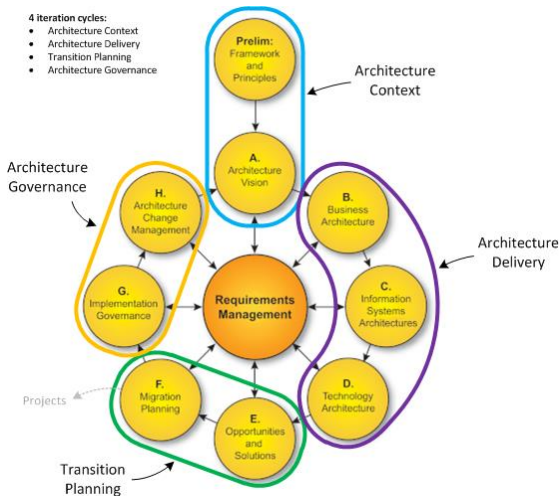 4 iteration cycles:
• Architecture Context
• Architecture Delivery
• Transition Planning
• Architecture Governance
Prelim:
Framework
and
Principles
Architecture
Context
A.
Architecture
Vision
Architecture
Governance
H.
Architecture
Change
Management
B.
Business
Architecture
Architecture
Delivery
G.
Implementation
Governance
Requirements
Management
C.
Information
Systems
Architectures
F.
Migration
Planning
D.
Technology
Architecture
Projects
E.
Opportunities
and
Solutions
Transition
Planning